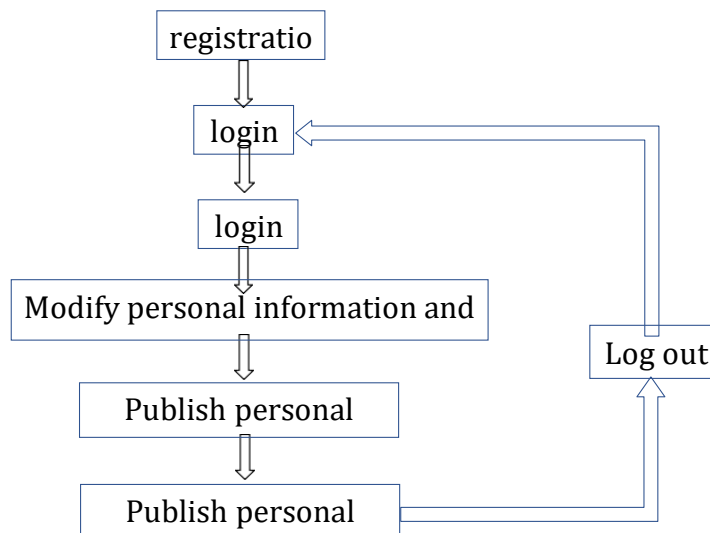 registratio
login
login
Modify personal information and
Log out
Publish personal
Publish personal